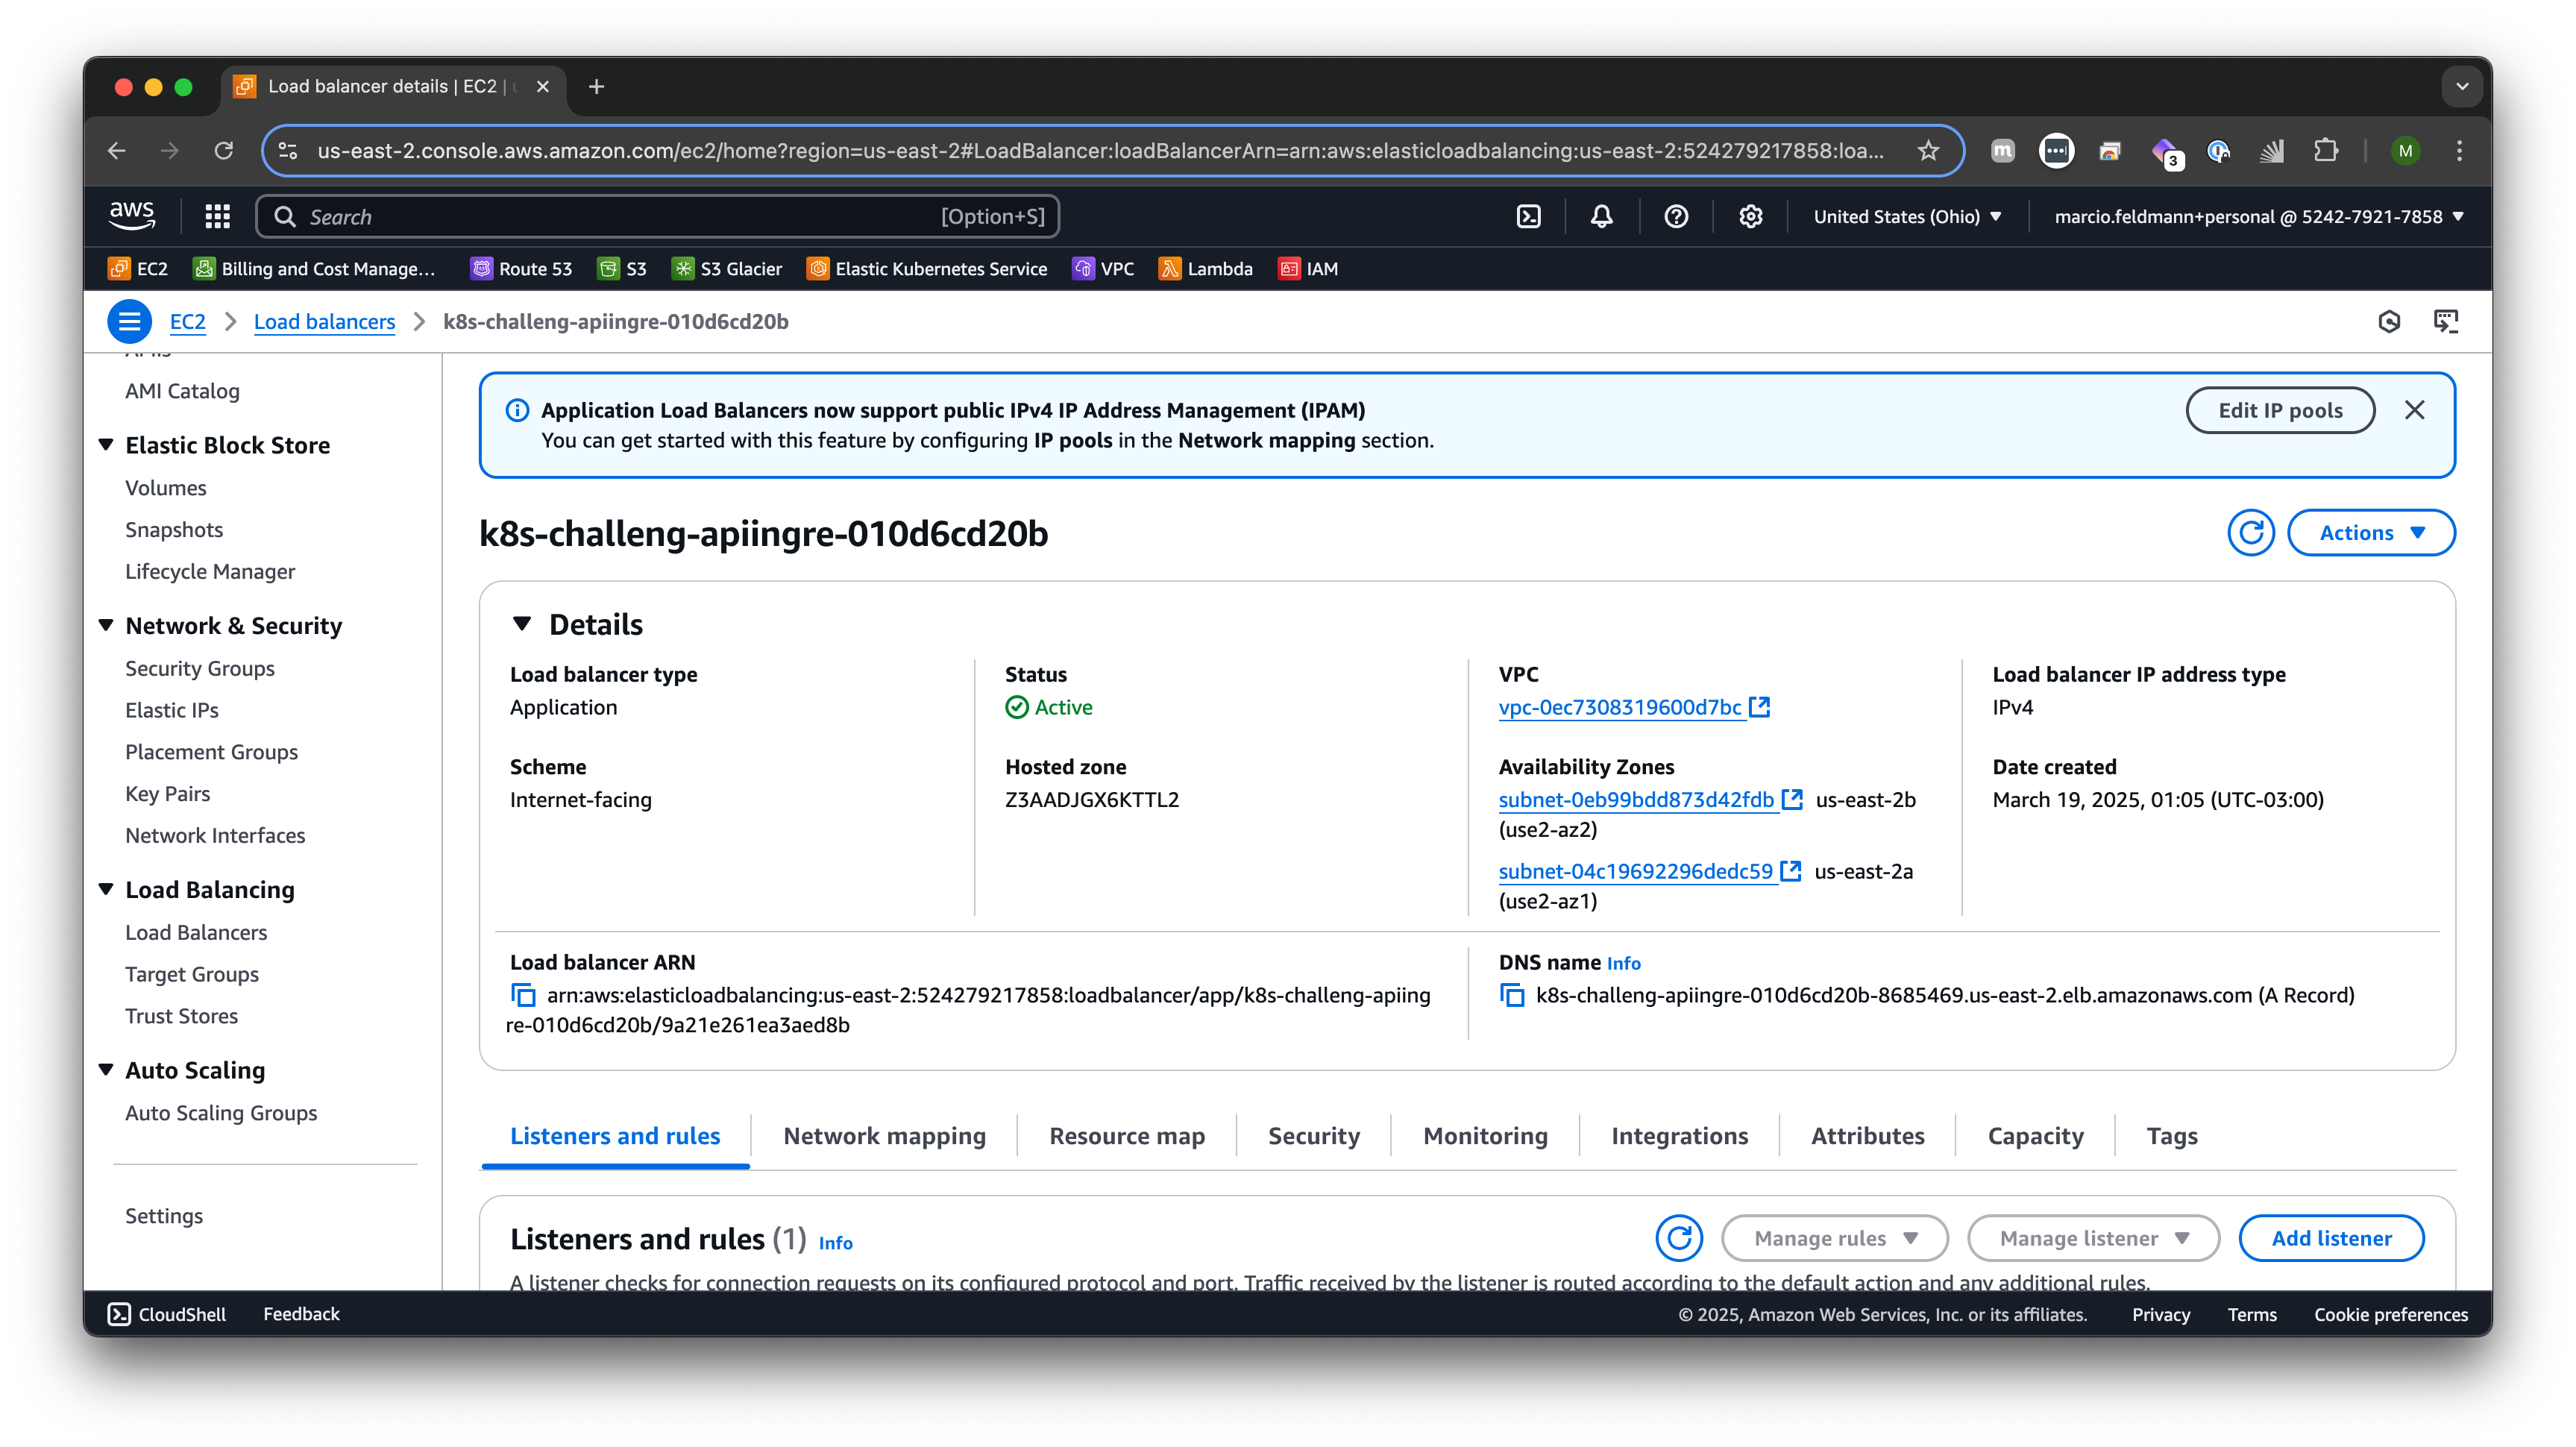 Load balancer details | EC2 |
us-east-2.console.aws.amazon.com/ec2/home?region=us-east-2#LoadBalancer:loadBalancerArn=arn:aws:elasticloadbalancing:us-east-2:524279217858:loa...
m
3
M
aws
Search [Option+S]
United States (Ohio)
marcio.feldmann+personal @ 5242-7921-7858
EC2 Billing and Cost Manage... Route 53 S3 S3 Glacier Elastic Kubernetes Service VPC Lambda IAM
EC2 Load balancers k8s-challeng-apiingre-010d6cd20b
AMIs
AMI Catalog
Elastic Block Store
Volumes
Snapshots
Lifecycle Manager
Network & Security
Security Groups
Elastic IPs
Placement Groups
Key Pairs
Network Interfaces
Load Balancing
Load Balancers
Target Groups
Trust Stores
Auto Scaling
Auto Scaling Groups
Settings
Application Load Balancers now support public IPv4 IP Address Management (IPAM)
You can get started with this feature by configuring IP pools in the Network mapping section.
Edit IP pools
k8s-challeng-apiingre-010d6cd20b
Actions
Details
Load balancer type
Application
Scheme
Internet-facing
Status
Active
Hosted zone
Z3AADJGX6KTTL2
VPC
vpc-0ec7308319600d7bc
Availability Zones
subnet-0eb99bdd873d42fdb us-east-2b
(use2-az2)
subnet-04c19692296dedc59 us-east-2a
(use2-az1)
Load balancer IP address type
IPv4
Date created
March 19, 2025, 01:05 (UTC-03:00)
Load balancer ARN
arn:aws:elasticloadbalancing:us-east-2:524279217858:loadbalancer/app/k8s-challeng-apiing
re-010d6cd20b/9a21e261ea3aed8b
DNS name Info
k8s-challeng-apiingre-010d6cd20b-8685469.us-east-2.elb.amazonaws.com (A Record)
Listeners and rules Network mapping Resource map Security Monitoring Integrations Attributes Capacity Tags
Listeners and rules (1) Info
Manage rules
Manage listener
Add listener
A listener checks for connection requests on its configured protocol and port. Traffic received by the listener is routed according to the default action and any additional rules.
CloudShell Feedback
© 2025, Amazon Web Services, Inc. or its affiliates. Privacy Terms Cookie preferences